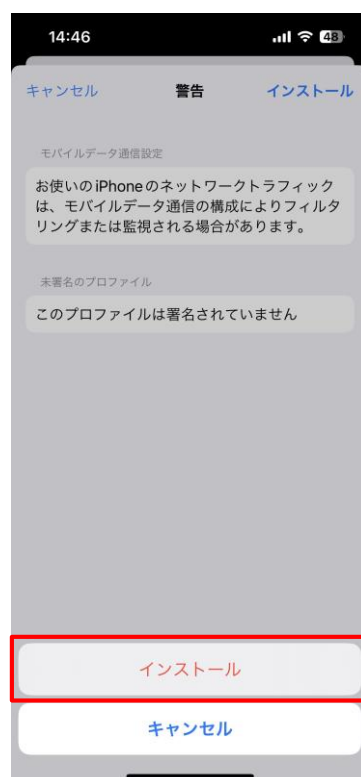 14:46
48
キャンセル 警告 インストール
モバイルデータ通信設定
お使いのiPhoneのネットワークトラフィック
は、モバイルデータ通信の構成によりフィルタ
リングまたは監視される場合があります。
未署名のプロファイル
このプロファイルは署名されていません
インストール
キャンセル